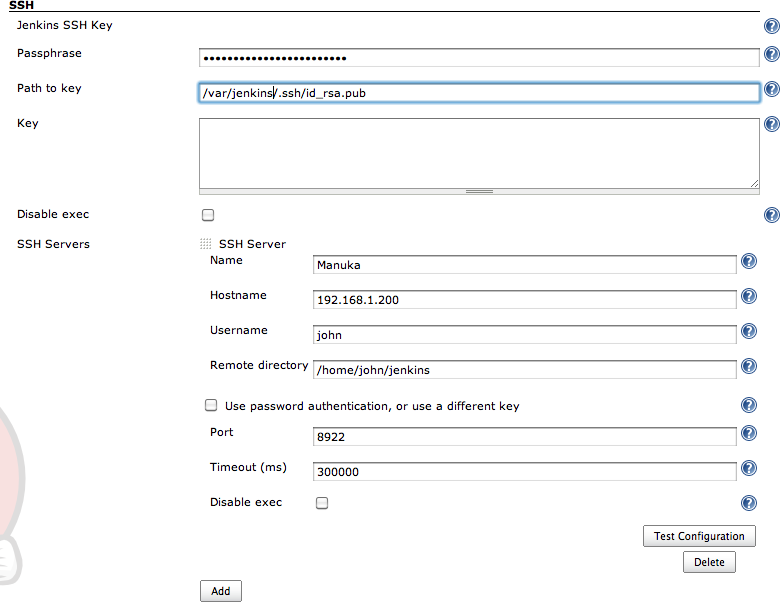 SSH
Jenkins SSH Key
Passphrase
Path to key /var/jenkins/.ssh/id_rsa.pub
Key
Disable exec
SSH Servers SSH Server
Name Manuka
Hostname 192.168.1.200
Username john
Remote directory /home/john/jenkins
Use password authentication, or use a different key
Port 8922
Timeout (ms) 300000
Disable exec
Test Configuration
Delete
Add